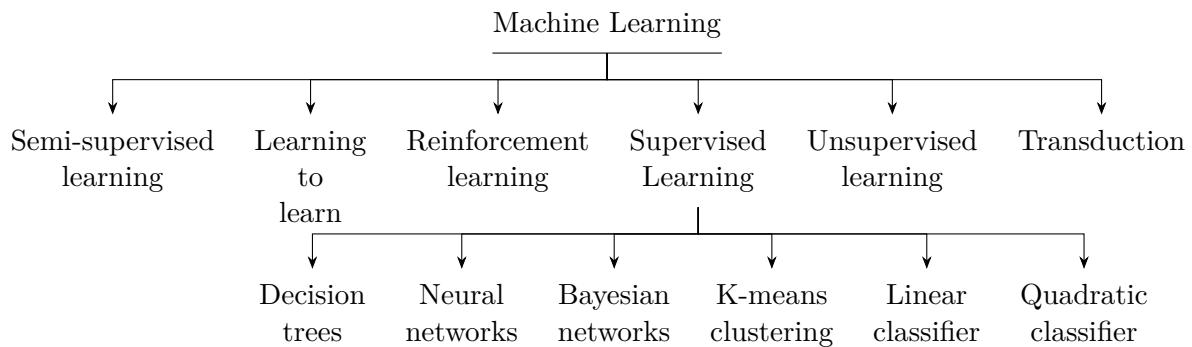 Machine Learning
Semi-supervised learning
Learning to learn
Reinforcement learning
Supervised Learning
Unsupervised learning
Transduction
Decision trees
Neural networks
Bayesian networks
K-means clustering
Linear classifier
Quadratic classifier